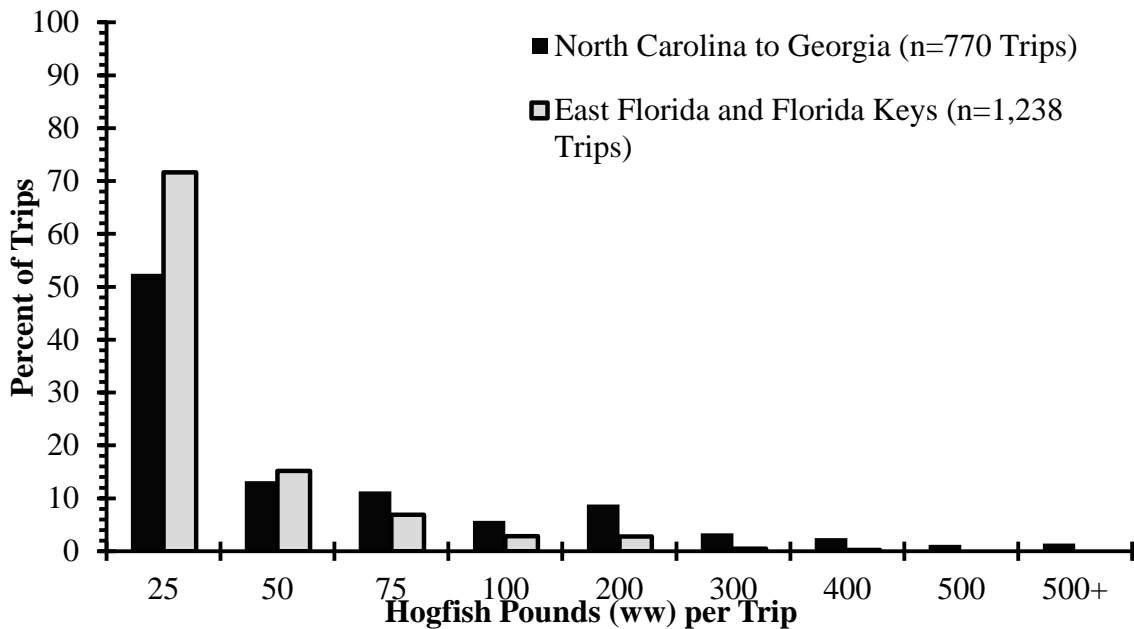 100
90
80
70
60
50
40
30
20
10
0
Percent of Trips
North Carolina to Georgia (n=770 Trips)
East Florida and Florida Keys (n=1,238
Trips)
25 50 75 100 200 300 400 500 500+
Hogfish Pounds (ww) per Trip